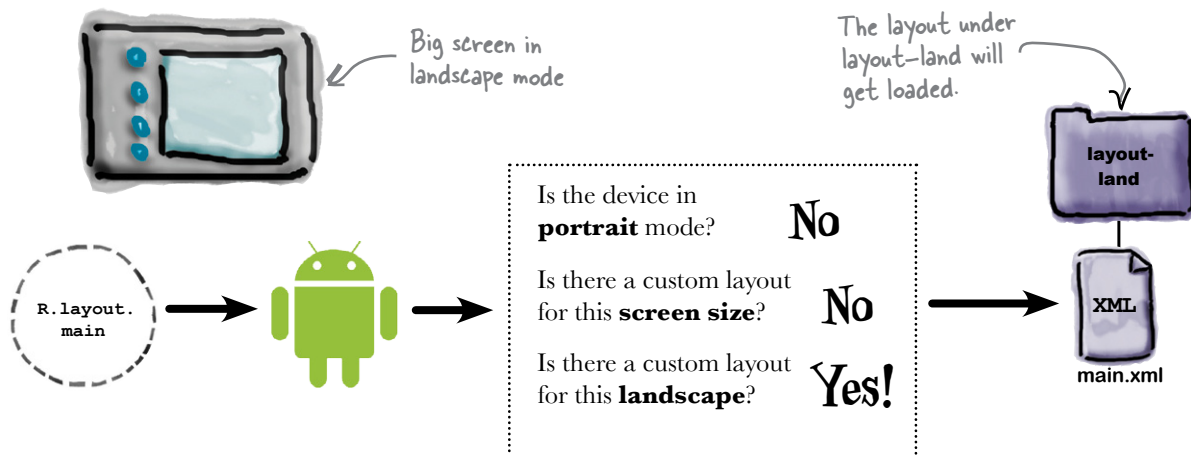 Big screen in
landscape mode
The layout under
layout-land will
get loaded.
layout-
land
R.layout.
main
Is the device in
portrait mode?
No
Is there a custom layout
for this screen size?
No
Is there a custom layout
for this landscape?
Yes!
XML
main.xml